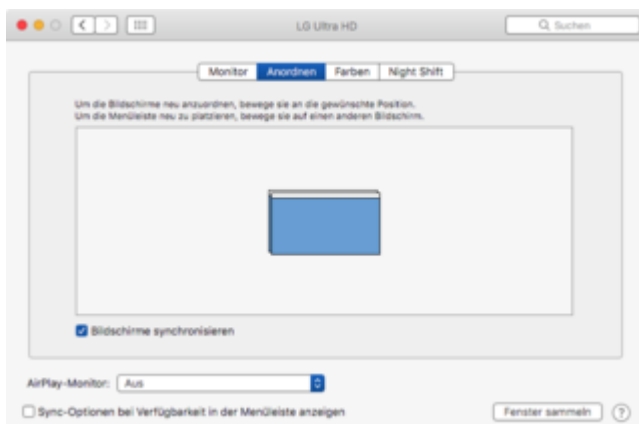 LG Ultra HD
Suchen
Monitor Anordnen Farben Night Shift
Um die Bildschirme neu anzuordnen, bewege sie an die gewünschte Position.
Um die Menüleiste neu zu platzieren, bewege sie auf einen anderen Bildschirm.
Bildschirme synchronisieren
AirPlay-Monitor: Aus
Sync-Optionen bei Verfügbarkeit in der Menüleiste anzeigen
Fenster sammeln ?